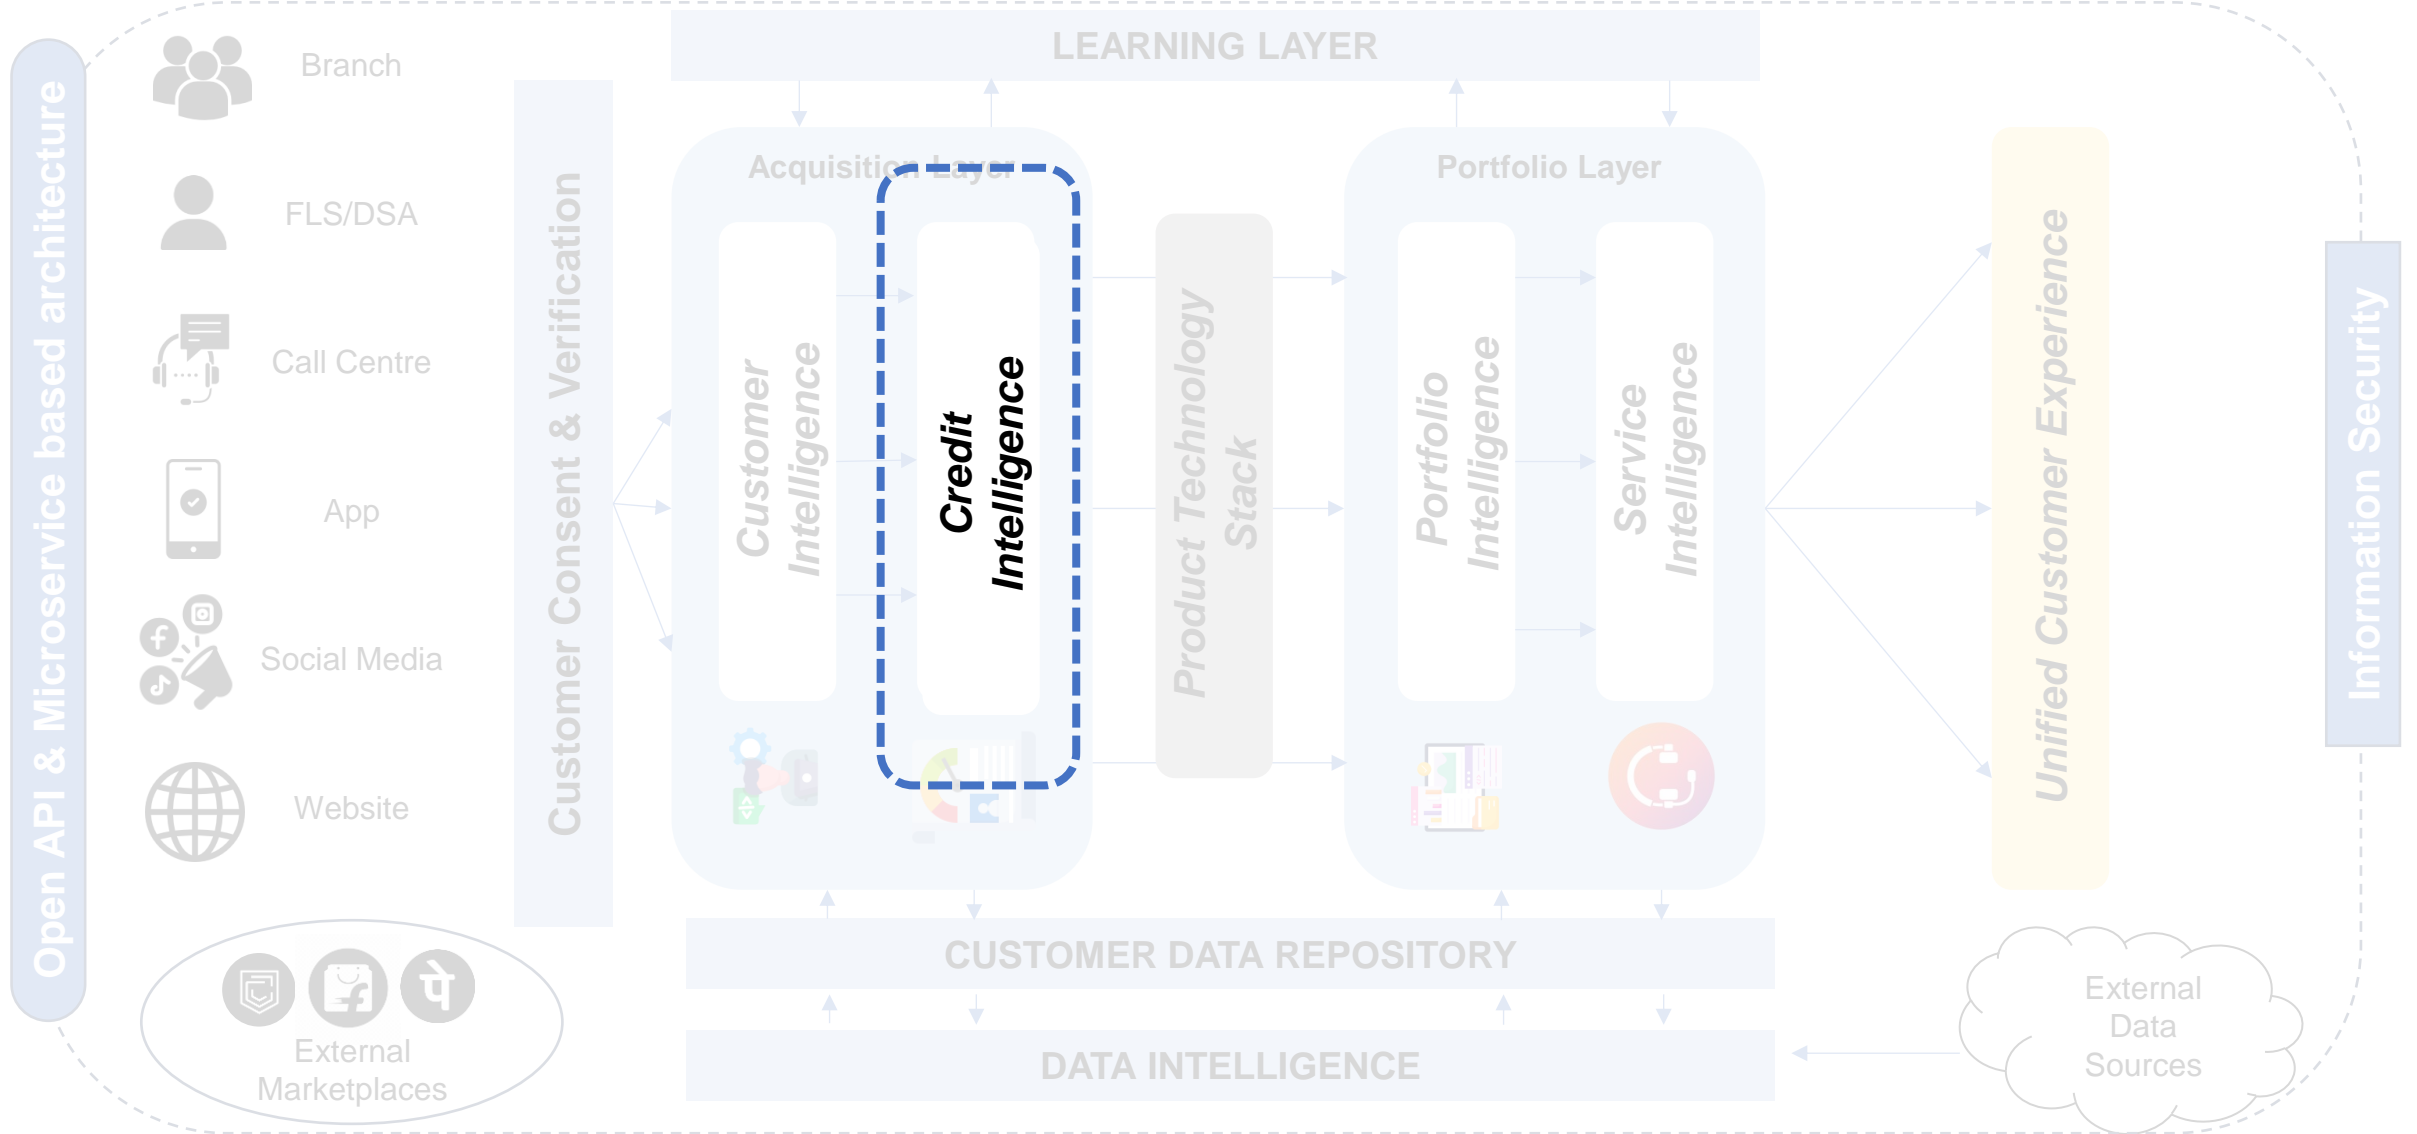 LEARNING LAYER
Open API & Microservice based architecture
Branch
FLS/DSA
Call Centre
App
Social Media
Website
External
Marketplaces
पे
Customer Consent & Verification
Acquisition Layer
Customer
Intelligence
Credit
Intelligence
Product Technology
Stack
Portfolio Layer
Portfolio
Intelligence
Service
Intelligence
Unified Customer Experience
Information Security
CUSTOMER DATA REPOSITORY
DATA INTELLIGENCE
External
Data
Sources